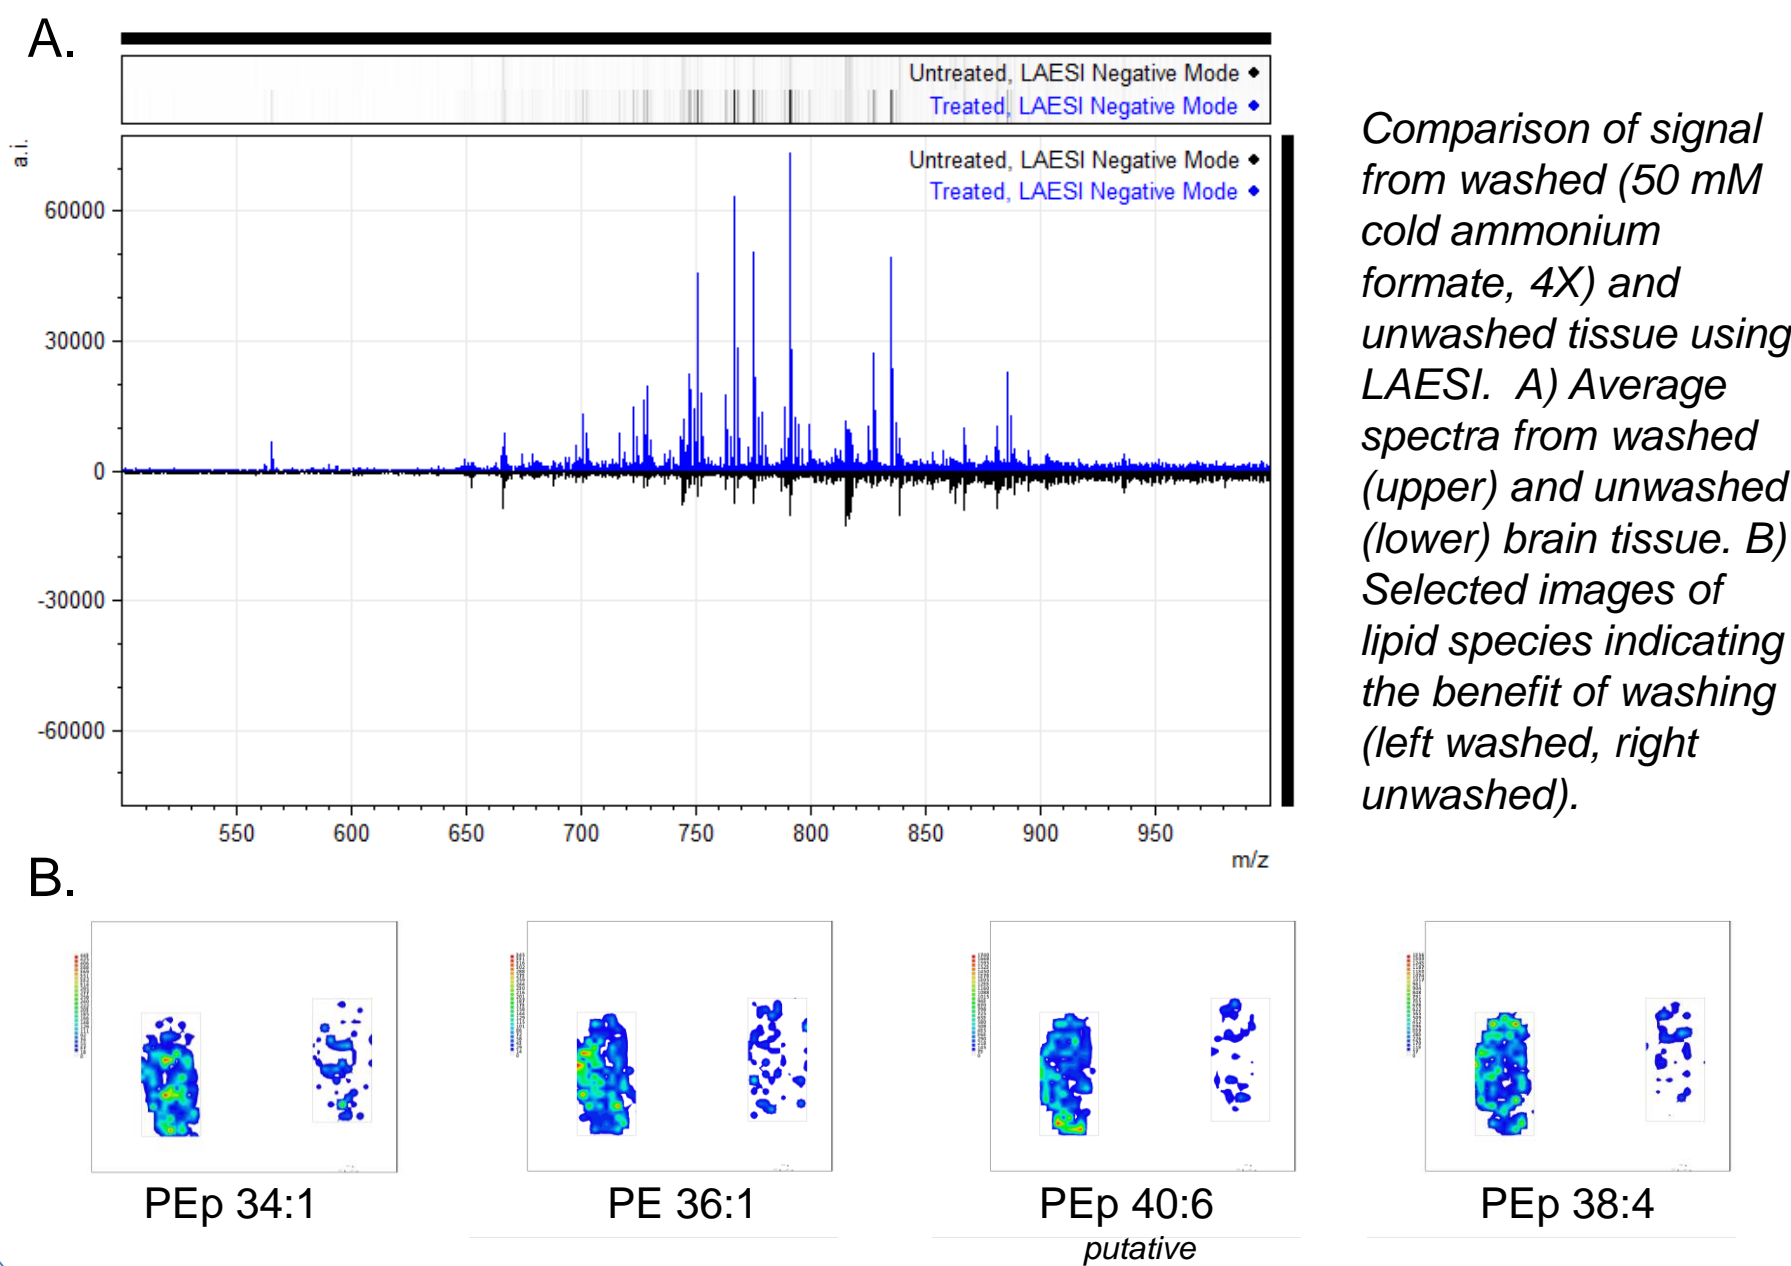 A.
Untreated, LAESI Negative Mode
Treated, LAESI Negative Mode
a.i.
Untreated, LAESI Negative Mode
Treated, LAESI Negative Mode
60000
30000
0
-30000
-60000
550 600 650 700 750 800 850 900 950
m/z
Comparison of signal
from washed (50 mM
cold ammonium
formate, 4X) and
unwashed tissue using
LAESI. A) Average
spectra from washed
(upper) and unwashed
(lower) brain tissue. B)
Selected images of
lipid species indicating
the benefit of washing
(left washed, right
unwashed).
B.
PEp 34:1
PE 36:1
PEp 40:6
putative
PEp 38:4